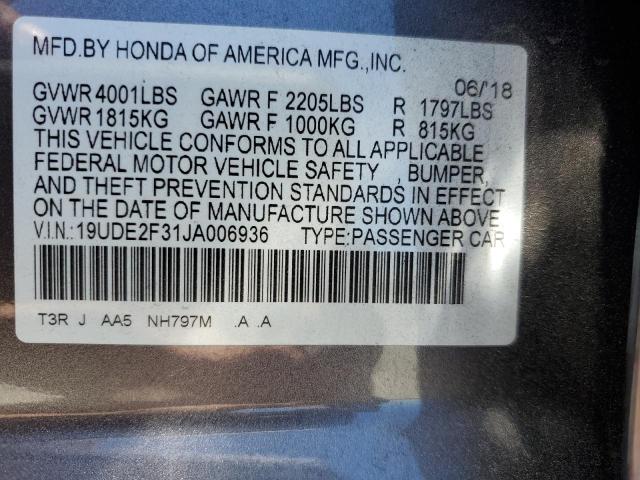 MFD.BY HONDA OF AMERICA MFG.,INC.
06/'18
GVWR 4001LBS GAWR F 2205LBS R 1797LBS
GVWR 1815KG GAWR F 1000KG R 815KG
THIS VEHICLE CONFORMS TO ALL APPLICABLE
FEDERAL MOTOR VEHICLE SAFETY , BUMPER,
AND THEFT PREVENTION STANDARDS IN EFFECT
ON THE DATE OF MANUFACTURE SHOWN ABOVE
V.I.N.:19UDE2F31JA006936 TYPE:PASSENGER CAR
T3R J AA5 NH797M .A .A